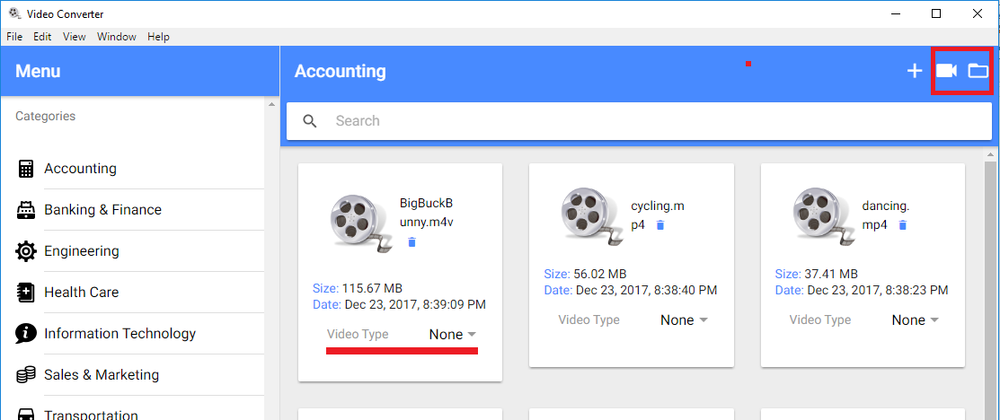 Video Converter
File Edit View Window Help
Menu
Accounting
Categories
Search
Accounting
Banking & Finance
Engineering
Health Care
Information Technology
Sales & Marketing
Transportation
BigBuckB
unny.m4v
Size: 115.67 MB
Date: Dec 23, 2017, 8:39:09 PM
Video Type None
cycling.m
p4
Size: 56.02 MB
Date: Dec 23, 2017, 8:38:40 PM
Video Type None
dancing.
mp4
Size: 37.41 MB
Date: Dec 23, 2017, 8:38:23 PM
Video Type None